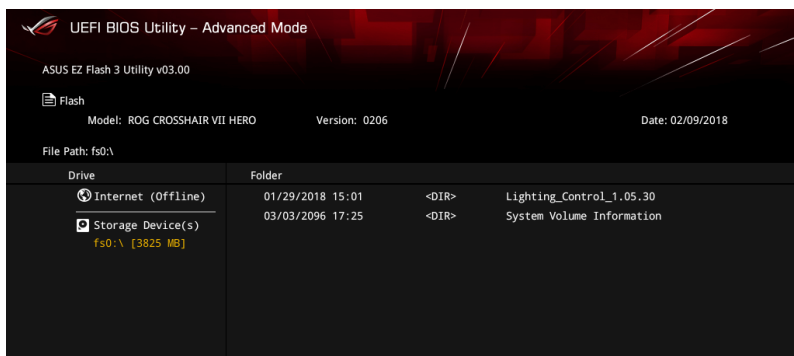 UEFI BIOS Utility – Advanced Mode
ASUS EZ Flash 3 Utility v03.00
Flash
Model: ROG CROSSHAIR VII HERO Version: 0206 Date: 02/09/2018
File Path: fs0:\
Drive Folder
Internet (Offline) 01/29/2018 15:01 <DIR> Lighting_Control_1.05.30
03/03/2096 17:25 <DIR> System Volume Information
Storage Device(s)
fs0:\ [3825 MB]